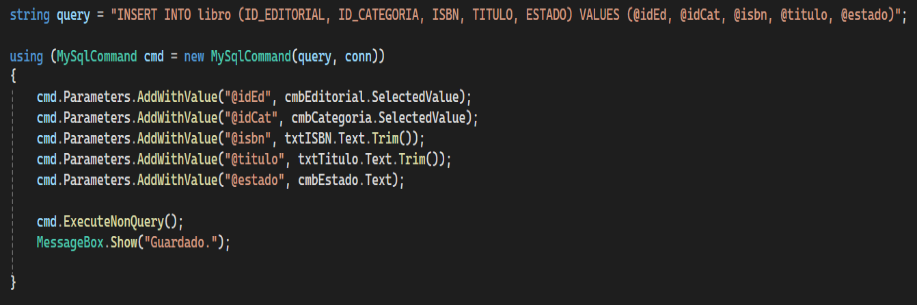 string query = "INSERT INTO libro (ID_EDITORIAL, ID_CATEGORIA, ISBN, TITULO, ESTADO) VALUES (@idEd, @idCat, @isbn, @titulo, @estado)";
using (MySqlCommand cmd = new MySqlCommand(query, conn))
{
cmd.Parameters.AddWithValue("@idEd", cmbEditorial.SelectedValue);
cmd.Parameters.AddWithValue("@idCat", cmbCategoria.SelectedValue);
cmd.Parameters.AddWithValue("@isbn", txtISBN.Text.Trim());
cmd.Parameters.AddWithValue("@titulo", txtTitulo.Text.Trim());
cmd.Parameters.AddWithValue("@estado", cmbEstado.Text);
cmd.ExecuteNonQuery();
MessageBox.Show("Guardado.");
}